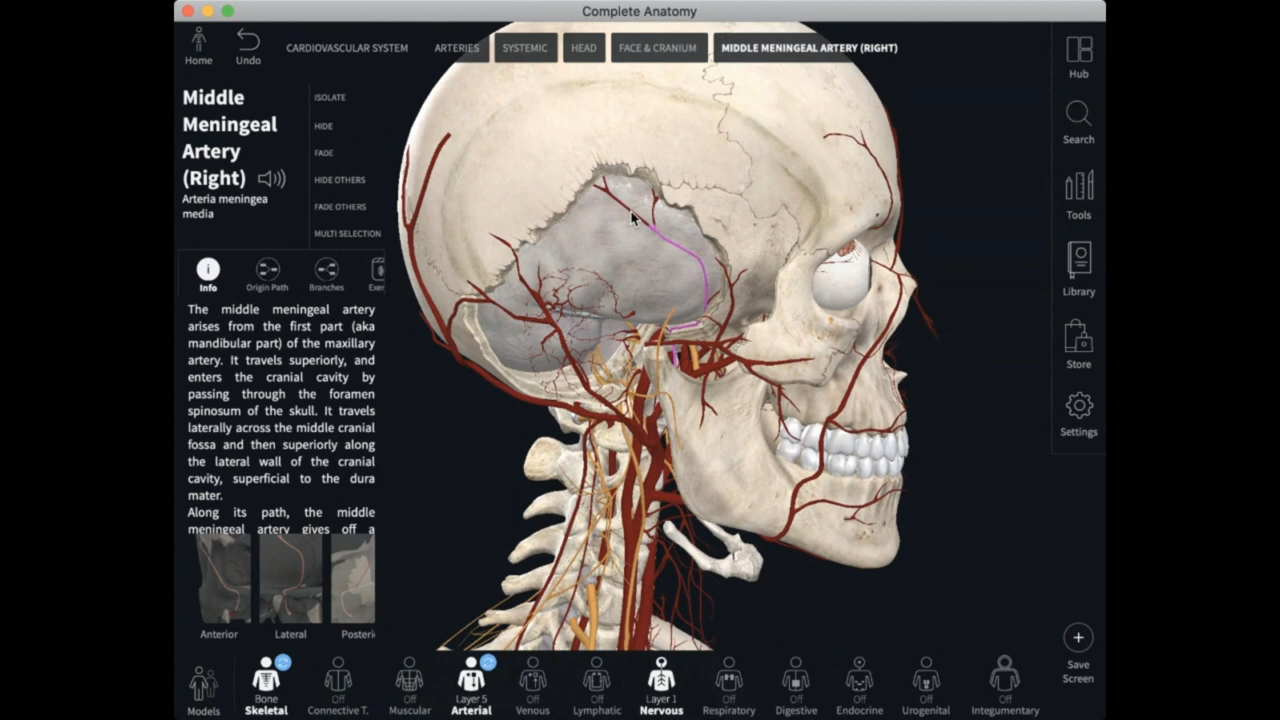 Complete Anatomy
Home
Undo
CARDIOVASCULAR SYSTEM
ARTERIES
SYSTEMIC
HEAD
FACE & CRANIUM
MIDDLE MENINGEAL ARTERY (RIGHT)
Middle
Meningeal
Artery
(Right)
Arteria meningea
media
ISOLATE
HIDE
FADE
HIDE OTHERS
FADE OTHERS
MULTI SELECTION
i
Info
Origin Path
Branches
The middle meningeal artery
arises from the first part (aka
mandibular part) of the maxillary
artery. It travels superiorly, and
enters the cranial cavity by
passing through the foramen
spinosum of the skull. It travels
laterally across the middle cranial
fossa and then superiorly along
the lateral wall of the cranial
cavity, superficial to the dura
mater.
Along its path, the middle
meningeal artery gives off a
Anterior
Lateral
Posteri
Hub
Search
Tools
Library
Store
Settings
Save
Screen
Models
Bone
Skeletal
Off
Connective T.
Off
Muscular
Layer 5
Arterial
Off
Venous
Off
Lymphatic
Layer 1
Nervous
Off
Respiratory
Off
Digestive
Off
Endocrine
Off
Urogenital
Off
Integumentary